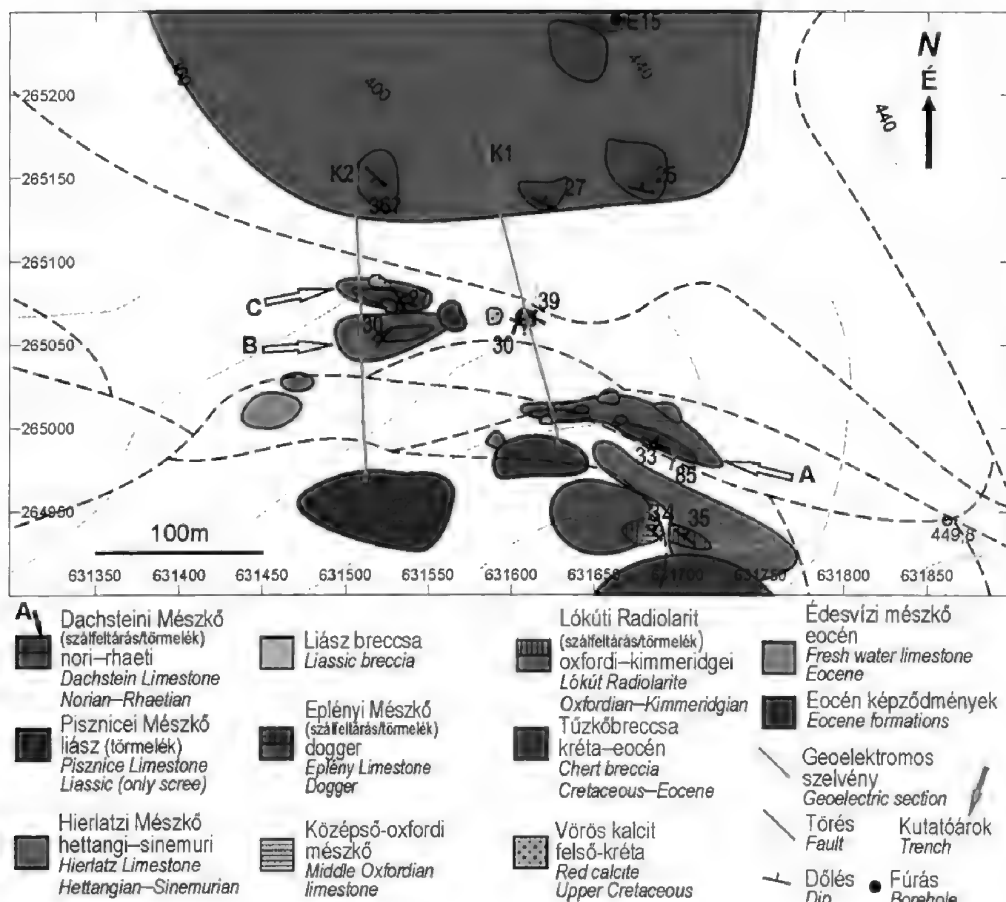 E15
N
É
265200
400
440
440
K1
K2
265150
27
265100
C
39
30
B
30
265050
265000
33
85
A
34
35
264950
100m
449,8
631350 631400 631450 631500 631550 631600 631650 631700 631750 631800 631850
A
Dachsteini Mészkő
(szálfeltárás/törmelék)
nori–rhaeti
Dachstein Limestone
Norian–Rhaetian
Pisznicei Mészkő
liász (törmelék)
Pisznice Limestone
Liassic (only scree)
Hierlatzi Mészkő
hettangi–sinemuri
Hierlatz Limestone
Hettangian–Sinemurian
Liász breccsa
Liassic breccia
Eplényi Mészkő
(szálfeltárás/törmelék)
dogger
Eplény Limestone
Dogger
Középső-oxfordi
mészkő
Middle Oxfordian
limestone
Lókúti Radiolarit
(szálfeltárás/törmelék)
oxfordi–kimmeridgei
Lókút Radiolarite
Oxfordian–Kimmeridgian
Tűzkőbreccsa
kréta–eocén
Chert breccia
Cretaceous–Eocene
Vörös kalcit
felső-kréta
Red calcite
Upper Cretaceous
Édesvízi mészkő
eocén
Fresh water limestone
Eocene
Eocén képződmények
Eocene formations
Geoelektromos
szelvény
Geoelectric section
Törés
Fault
Kutatóárok
Trench
Dőlés
Dip
Fúrás
Borehole